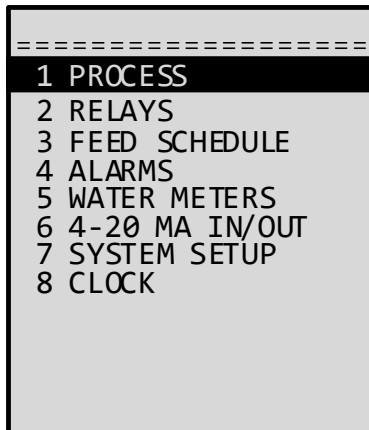 ===================
1 PROCESS
2 RELAYS
3 FEED SCHEDULE
4 ALARMS
5 WATER METERS
6 4-20 MA IN/OUT
7 SYSTEM SETUP
8 CLOCK